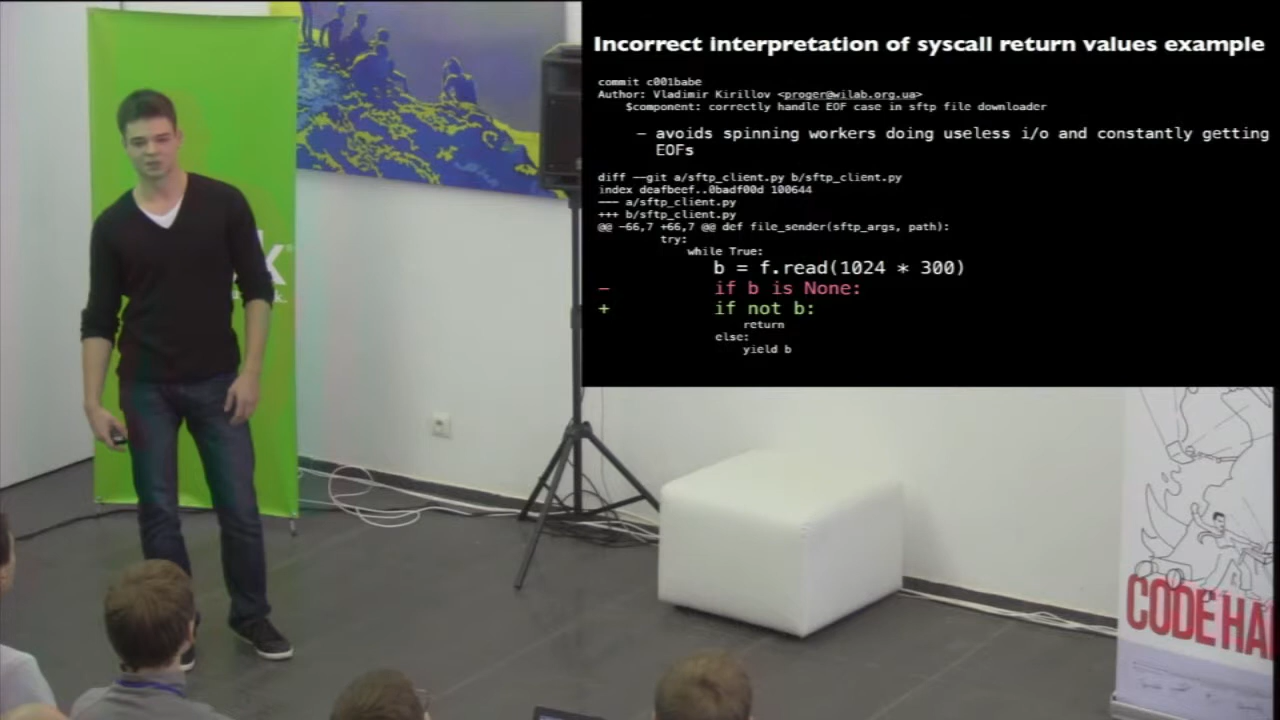 Incorrect interpretation of syscall return values example
commit c001babe
Author: Vladimir Kirillov <proger@wilab.org.ua>
$component: correctly handle EOF case in sftp file downloader
– avoids spinning workers doing useless i/o and constantly getting
EOFs
diff --git a/sftp_client.py b/sftp_client.py
index deafbeef..0badf00d 100644
--- a/sftp_client.py
+++ b/sftp_client.py
@@ -66,7 +66,7 @@ def file_sender(sftp_args, path):
try:
while True:
b = f.read(1024 * 300)
- if b is None:
+ if not b:
return
else:
yield b
CODE HA